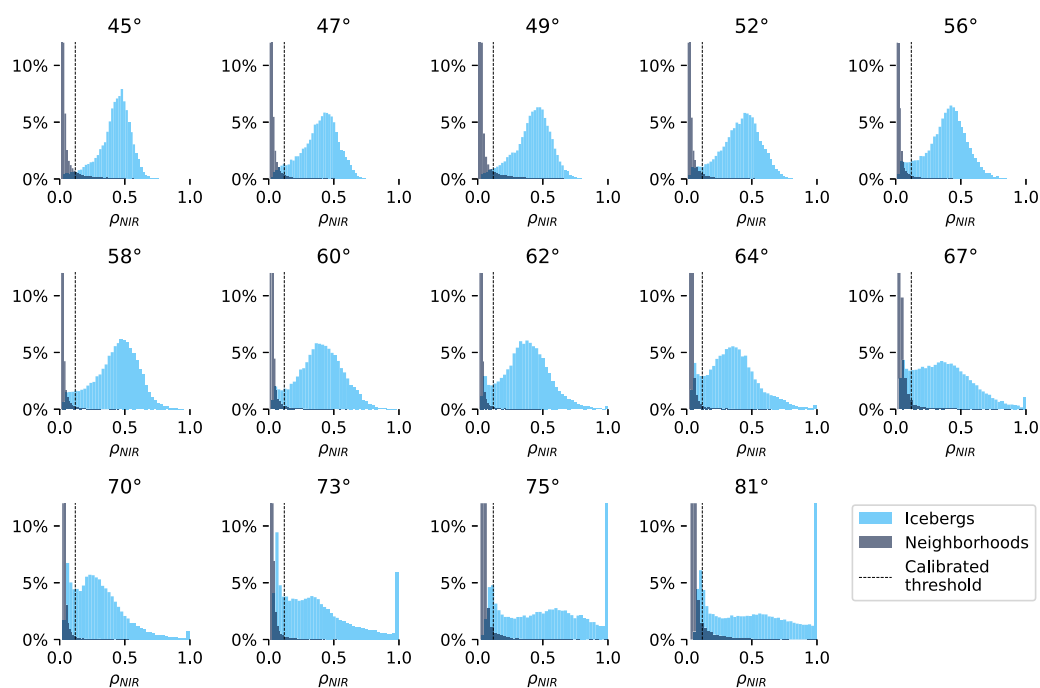 45° 47° 49° 52° 56°
10% 10% 10% 10% 10%
5% 5% 5% 5% 5%
0% 0% 0% 0% 0%
0.0 0.5 1.0 0.0 0.5 1.0 0.0 0.5 1.0 0.0 0.5 1.0 0.0 0.5 1.0
ρNIR ρNIR ρNIR ρNIR ρNIR
58° 60° 62° 64° 67°
10% 10% 10% 10% 10%
5% 5% 5% 5% 5%
0% 0% 0% 0% 0%
0.0 0.5 1.0 0.0 0.5 1.0 0.0 0.5 1.0 0.0 0.5 1.0 0.0 0.5 1.0
ρNIR ρNIR ρNIR ρNIR ρNIR
70° 73° 75° 81°
10% 10% 10% 10%
5% 5% 5% 5%
0% 0% 0% 0%
0.0 0.5 1.0 0.0 0.5 1.0 0.0 0.5 1.0 0.0 0.5 1.0
ρNIR ρNIR ρNIR ρNIR
Icebergs
Neighborhoods
Calibrated
threshold